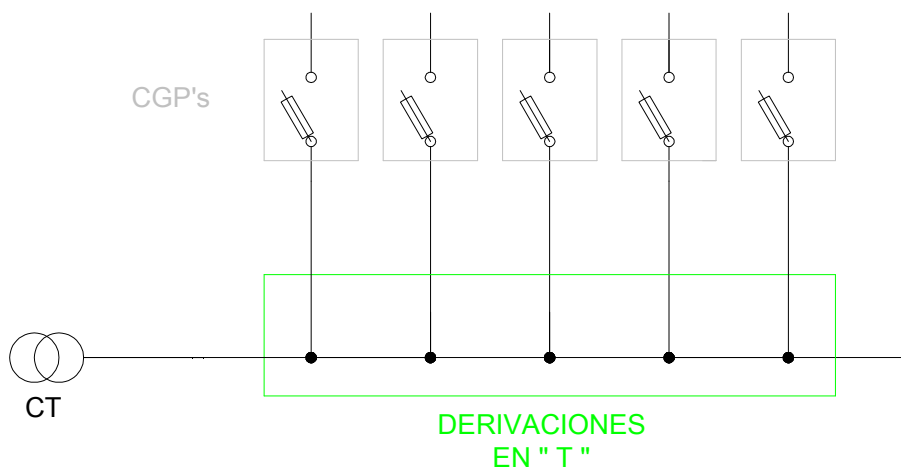 CGP's
CT
DERIVACIONES
EN " T "